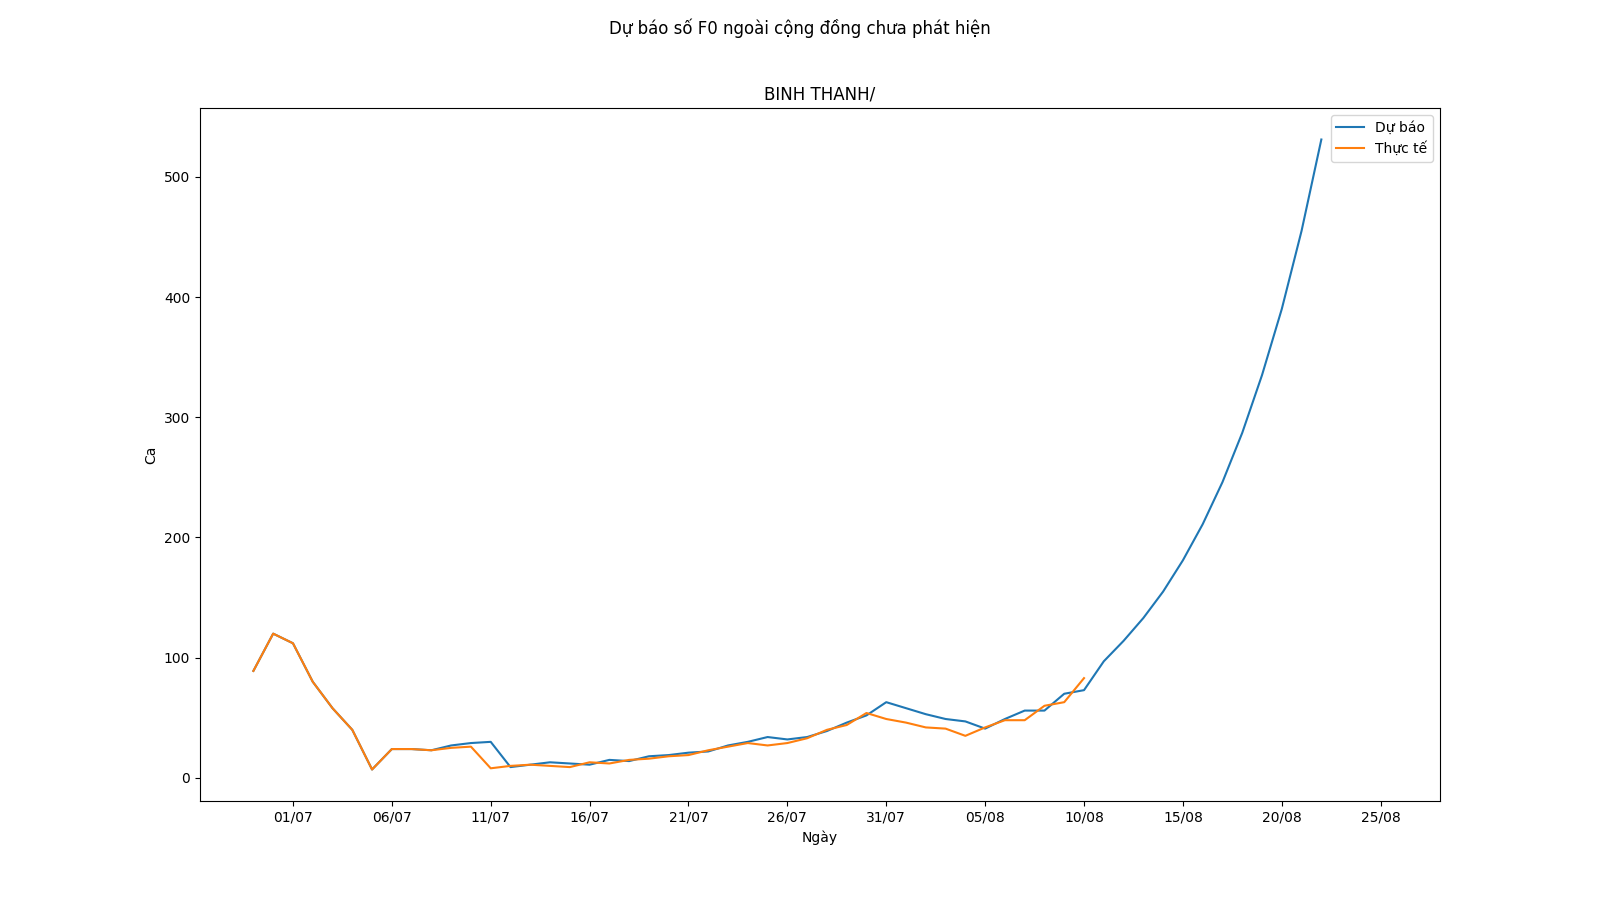 Dự báo số F0 ngoài cộng đồng chưa phát hiện
BINH THANH/
Dự báo
Thực tế
500
400
300
200
100
0
Ca
01/07 06/07 11/07 16/07 21/07 26/07 31/07 05/08 10/08 15/08 20/08 25/08
Ngày